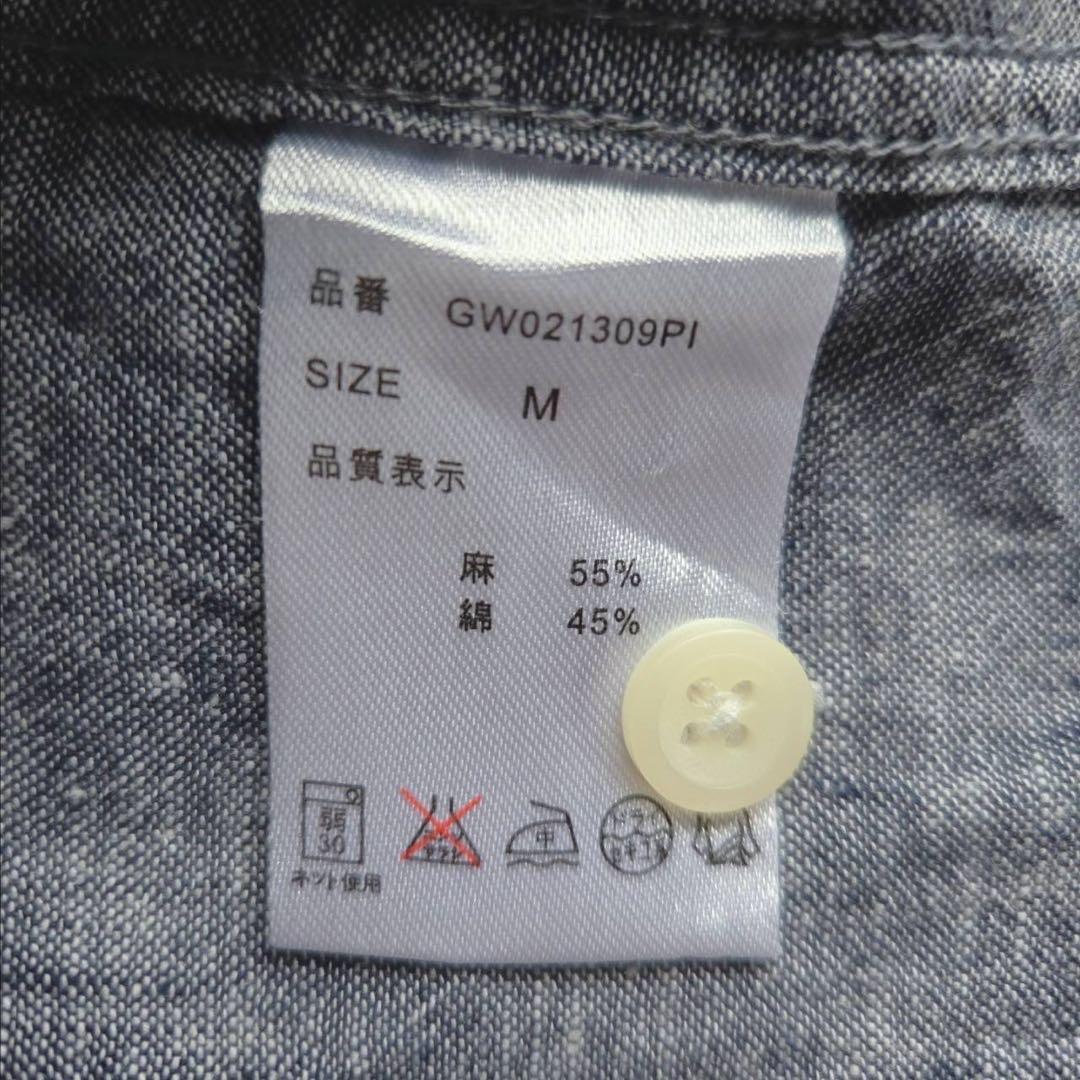 品番 GW021309PI
SIZE M
品質表示
麻 55%
綿 45%
弱
30
中
ネット使用